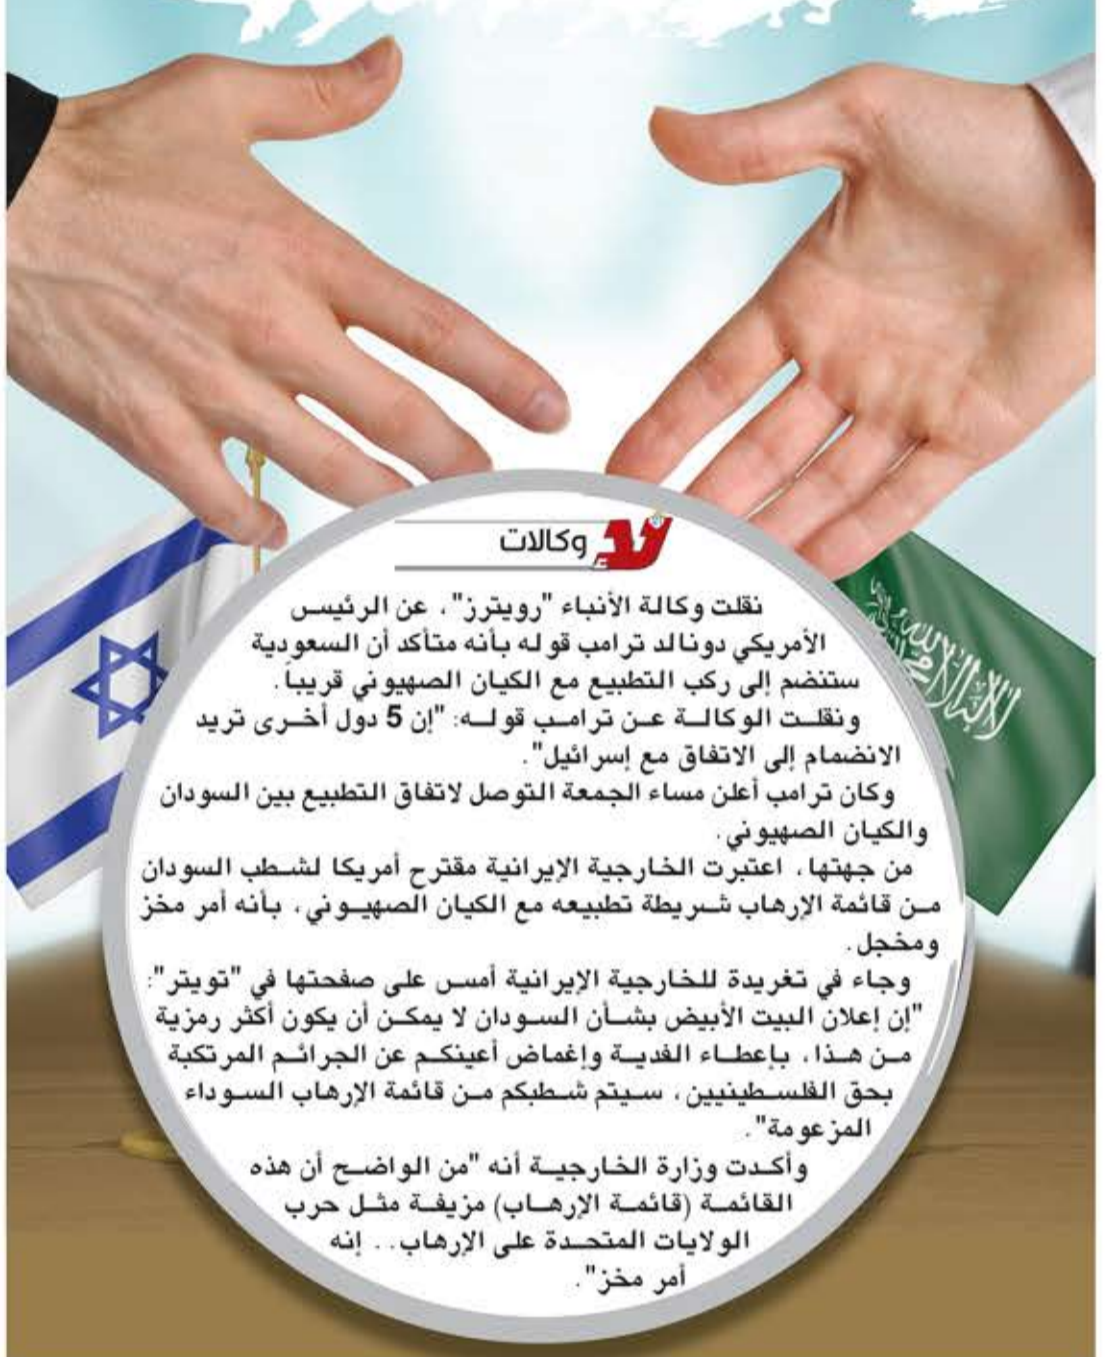 وكالات
نقلت وكالة الأنباء "رويترز"، عن الرئيس
الأمريكي دونالد ترامب قوله بأنه متأكد أن السعودية
ستنضم إلى ركب التطبيع مع الكيان الصهيوني قريباً.
ونقلت الوكالة عن ترامب قوله: "إن 5 دول أخرى تريد
الانضمام إلى الاتفاق مع إسرائيل".
وكان ترامب أعلن مساء الجمعة التوصل لاتفاق التطبيع بين السودان
والكيان الصهيوني.
من جهتها، اعتبرت الخارجية الإيرانية مقترح أمريكا لشطب السودان
من قائمة الإرهاب شريطة تطبيعه مع الكيان الصهيوني، بأنه أمر مخز
ومخجل.
وجاء في تغريدة للخارجية الإيرانية أمس على صفحتها في "تويتر":
"إن إعلان البيت الأبيض بشأن السودان لا يمكن أن يكون أكثر رمزية
من هذا، بإعطاء الفدية وإغماض أعينكم عن الجرائم المرتكبة
بحق الفلسطينيين، سيتم شطبكم من قائمة الإرهاب السوداء
المزعومة".
وأكدت وزارة الخارجية أنه "من الواضح أن هذه
القائمة (قائمة الإرهاب) مزيفة مثل حرب
الولايات المتحدة على الإرهاب.. إنه
أمر مخز".